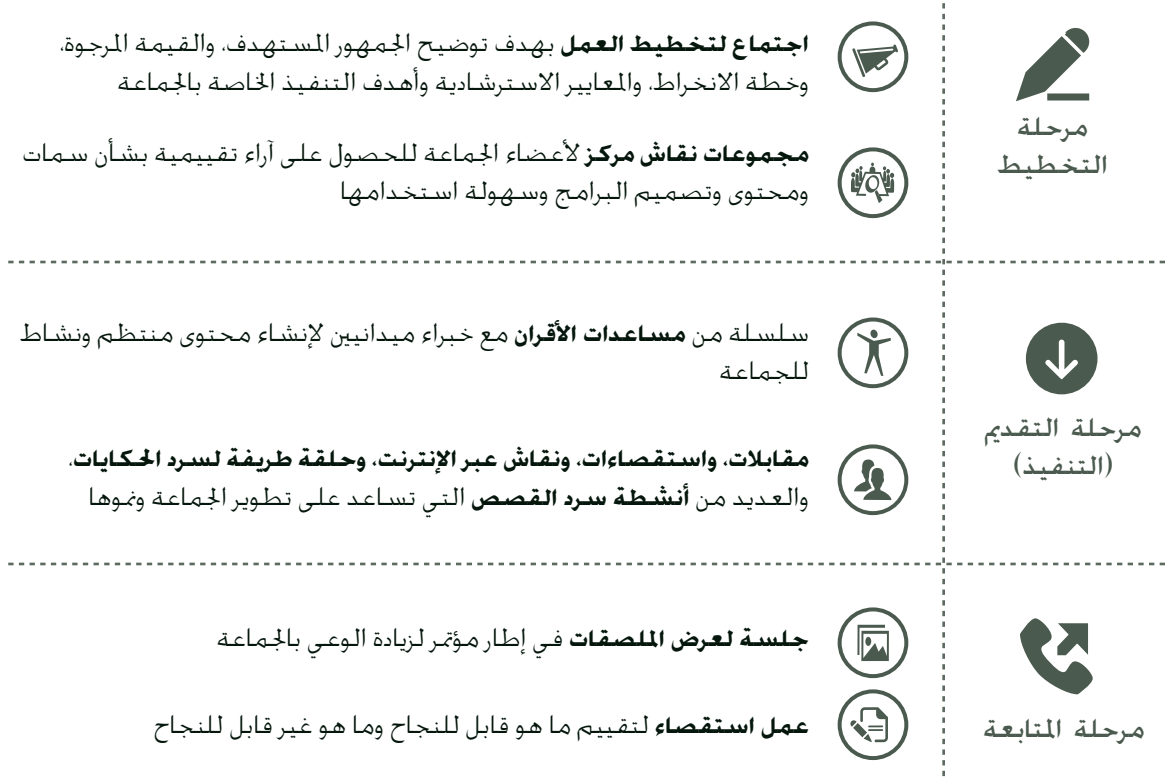 مرحلة
التخطيط
اجتماع لتخطيط العمل بهدف توضيح الجمهور المستهدف، والقيمة المرجوة،
وخطة الانخراط، والمعايير الاسترشادية وأهدف التنفيذ الخاصة بالجماعة
مجموعات نقاش مركز لأعضاء الجماعة للحصول على آراء تقييمية بشأن سمات
ومحتوى وتصميم البرامج وسهولة استخدامها
مرحلة التقديم
(التنفيذ)
سلسلة من مساعدات الأقران مع خبراء ميدانيين لإنشاء محتوى منتظم ونشاط
للجماعة
مقابلات، واستقصاءات، ونقاش عبر الإنترنت، وحلقة طريفة لسرد الحكايات،
والعديد من أنشطة سرد القصص التي تساعد على تطوير الجماعة ونموها
مرحلة المتابعة
جلسة لعرض الملصقات في إطار مؤتمر لزيادة الوعي بالجماعة
عمل استقصاء لتقييم ما هو قابل للنجاح وما هو غير قابل للنجاح